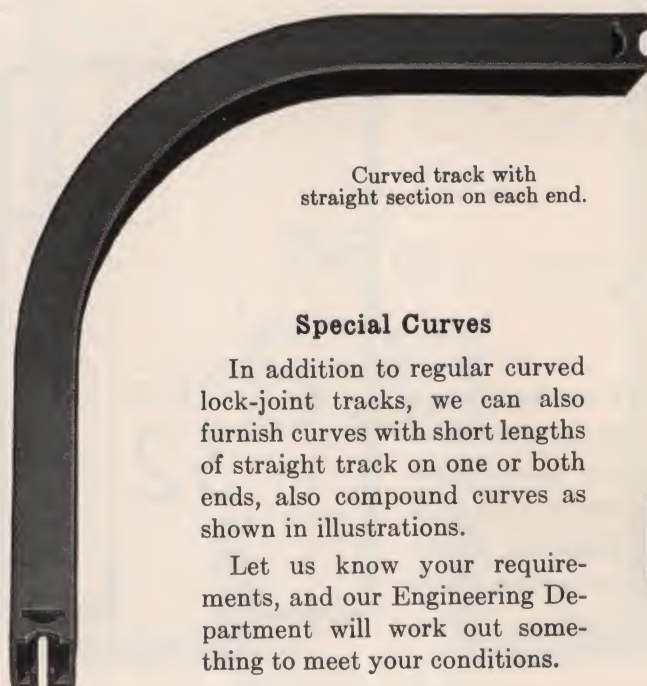 Curved track with
straight section on each end.
Special Curves
In addition to regular curved
lock-joint tracks, we can also
furnish curves with short lengths
of straight track on one or both
ends, also compound curves as
shown in illustrations.
Let us know your require-
ments, and our Engineering De-
partment will work out some-
thing to meet your conditions.